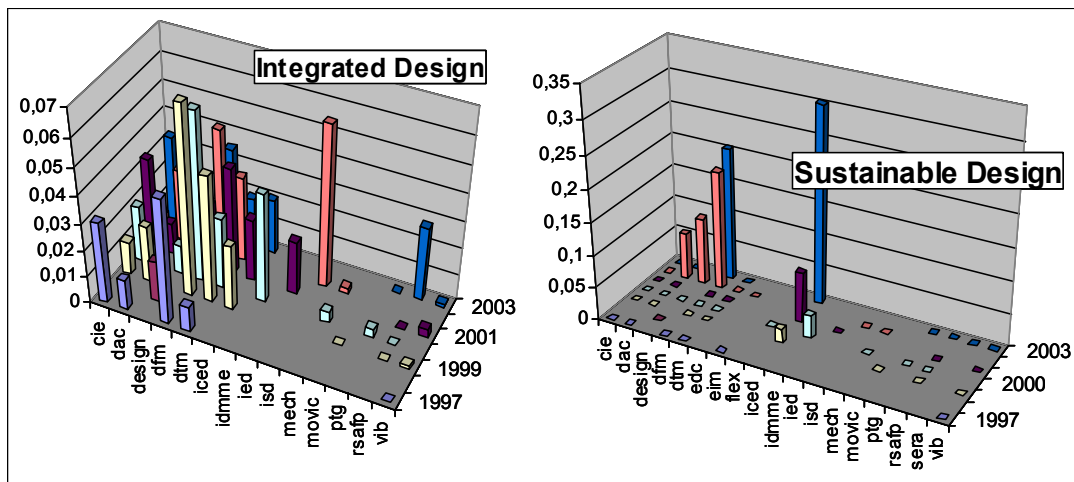 Integrated Design
0,07
0,06
0,05
0,04
0,03
0,02
0,01
0
cie
dac
design
dfm
dtm
iced
idmme
ied
isd
mech
movic
ptg
rsafp
vib
2003
2001
1999
1997
Sustainable Design
0,35
0,3
0,25
0,2
0,15
0,1
0,05
0
cie
dac
design
dfm
dtm
edc
eim
flex
iced
idmme
ied
isd
mech
movic
ptg
rsafp
sera
vib
2003
2000
1997